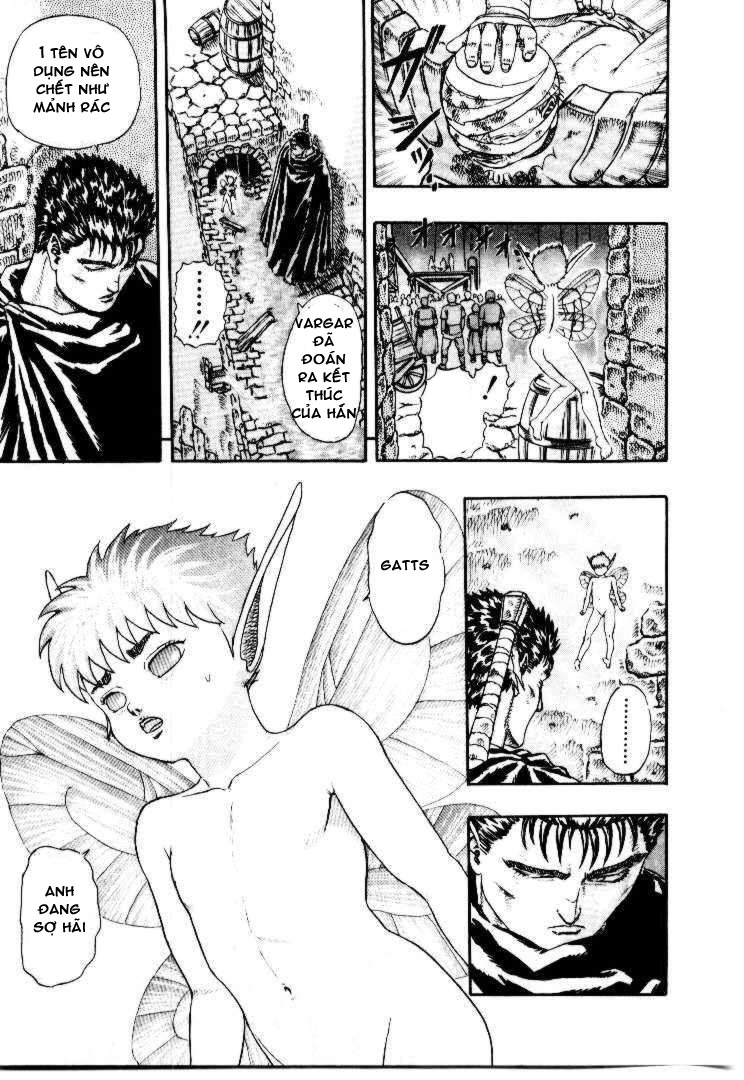 !
VARGAR
ĐÃ
ĐOÁN
RA KẾT
THÚC
CỦA HẮN
........!!
1 TÊN VÔ
DỤNG NÊN
CHẾT NHƯ
MẢNH RÁC
..........
GATTS
ANH
ĐANG
SỢ HÃI